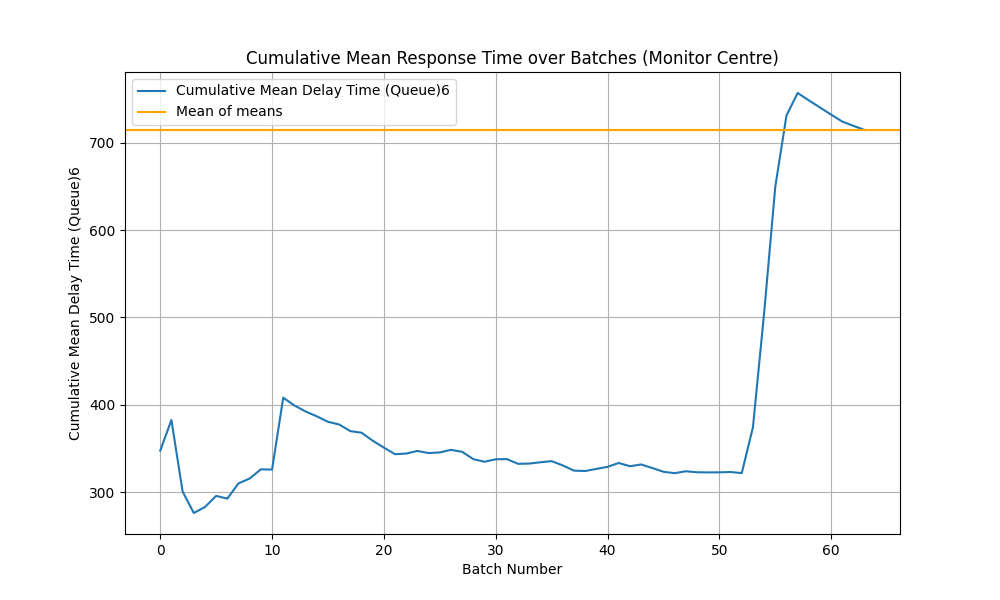 Cumulative Mean Response Time over Batches (Monitor Centre)
Cumulative Mean Delay Time (Queue)6
Mean of means
Cumulative Mean Delay Time (Queue)6
700
600
500
400
300
0 10 20 30 40 50 60
Batch Number